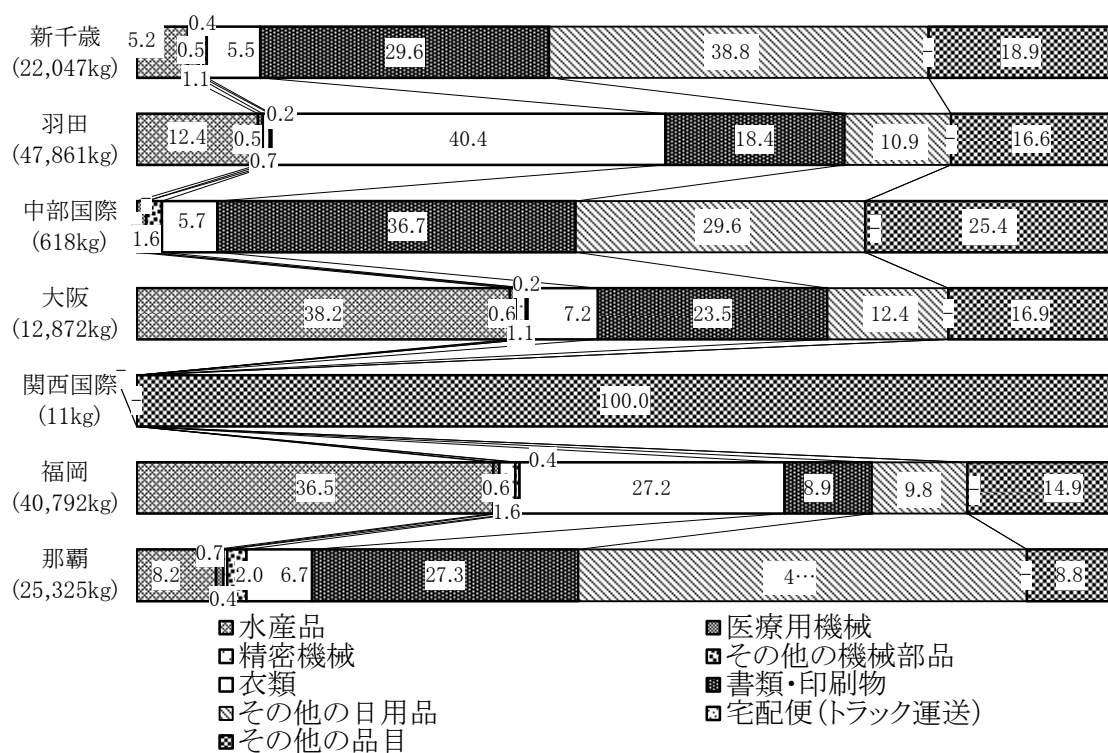 0.4
新千歳 5.2 0.5 5.5 29.6 38.8 - 18.9
(22,047kg)
1.1
0.2
羽田 12.4 0.5 40.4 18.4 10.9 - 16.6
(47,861kg)
0.7
中部国際 - 5.7 36.7 29.6 - 25.4
(618kg) 1.6
0.2
大阪 38.2 0.6 7.2 23.5 12.4 - 16.9
(12,872kg)
1.1
関西国際 - - 100.0
(11kg)
0.4
福岡 36.5 0.6 27.2 8.9 9.8 - 14.9
(40,792kg)
1.6
那覇 0.7
8.2 2.0 6.7 27.3 4… - 8.8
(25,325kg) 0.4
水産品 医療用機械
精密機械 その他の機械部品
衣類 書類・印刷物
その他の日用品 宅配便(トラック運送)
その他の品目